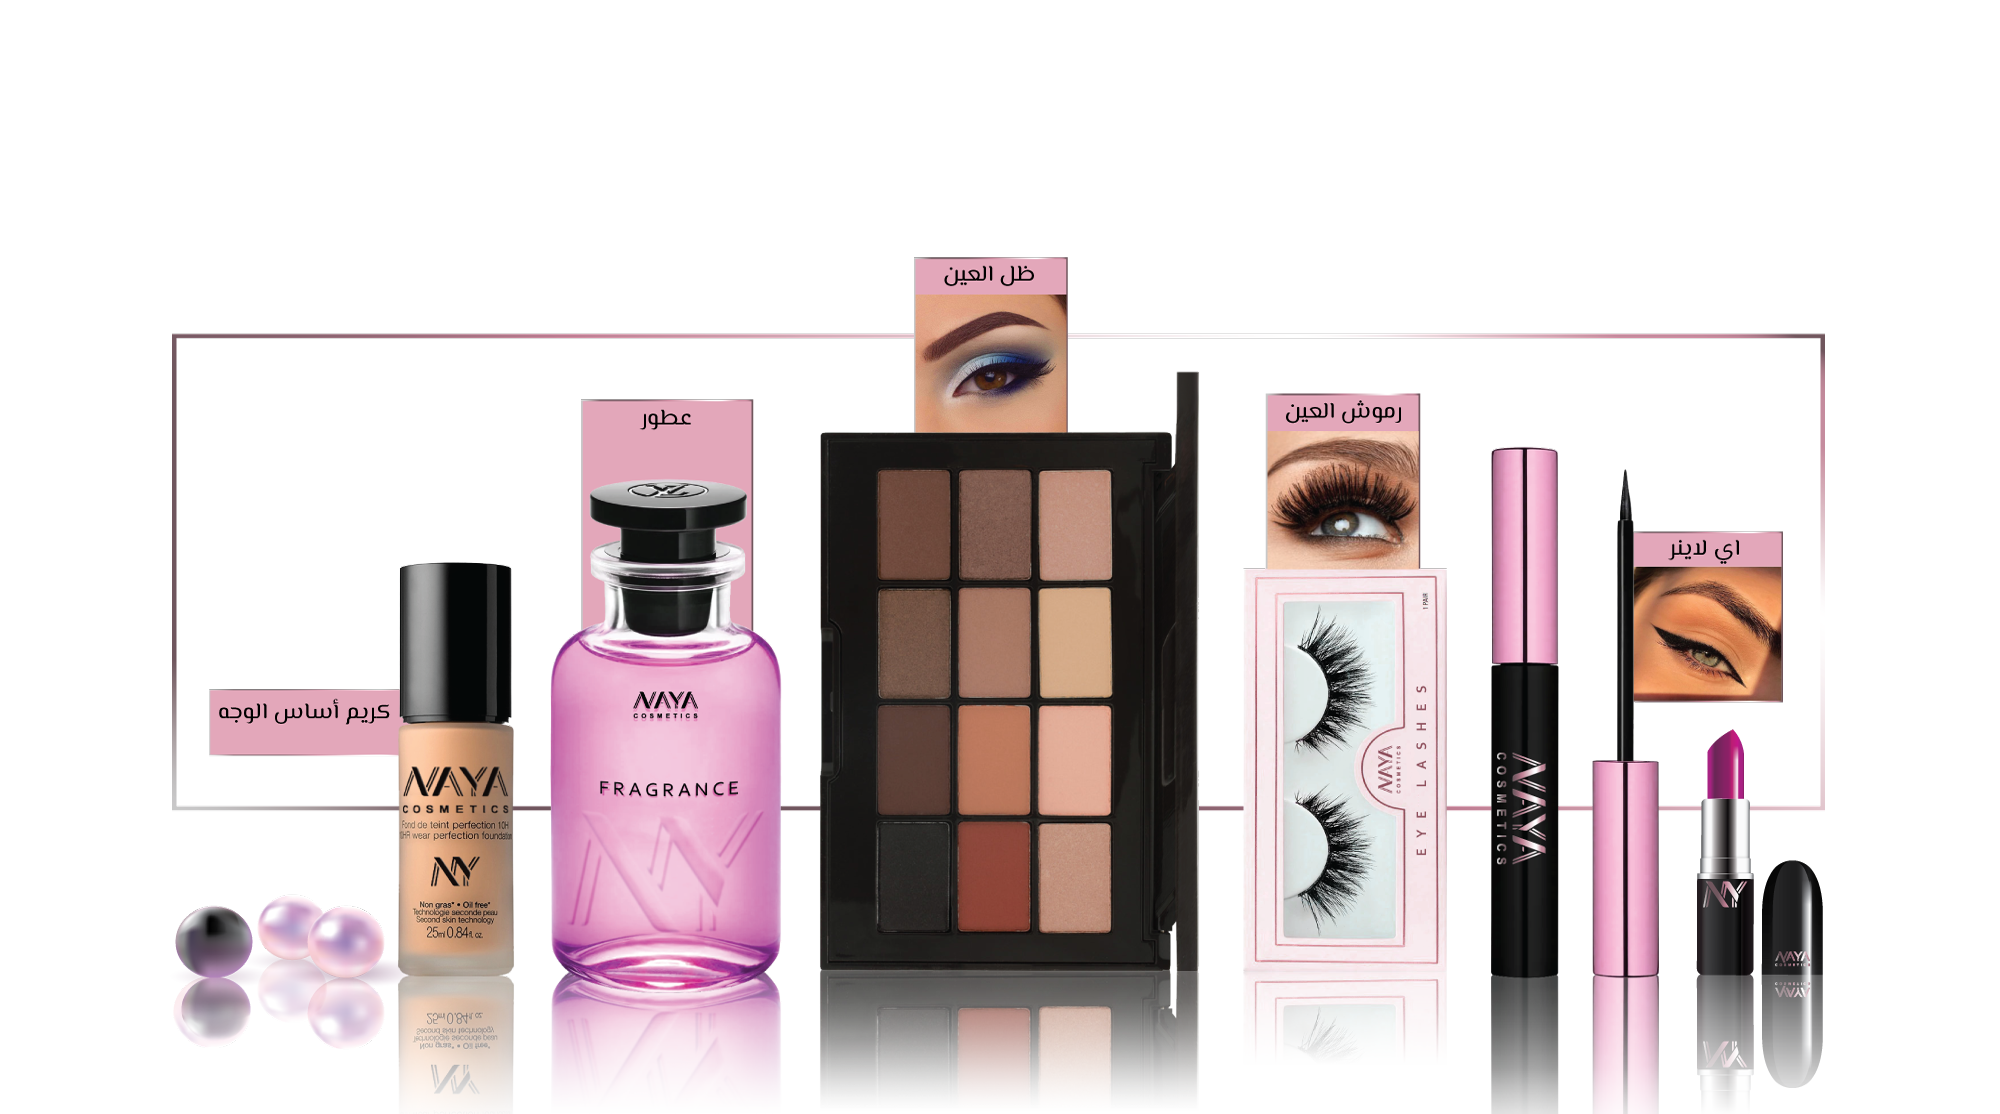 ظل العين
رموش العين
عطور
اي لاينر
كريم أساس الوجه
NAYA
COSMETICS
Fond de teint perfection 10H
10HR wear perfection foundation
NY
Non gras* • Oil free*
Technologie seconde peau
Second skin technology
25ml 0.84fl. oz.
NAYA
COSMETICS
FRAGRANCE
NY
1 PAIR
NAYA
COSMETICS
EYE LASHES
NAYA
COSMETICS
NY
NAYA
COSMETICS